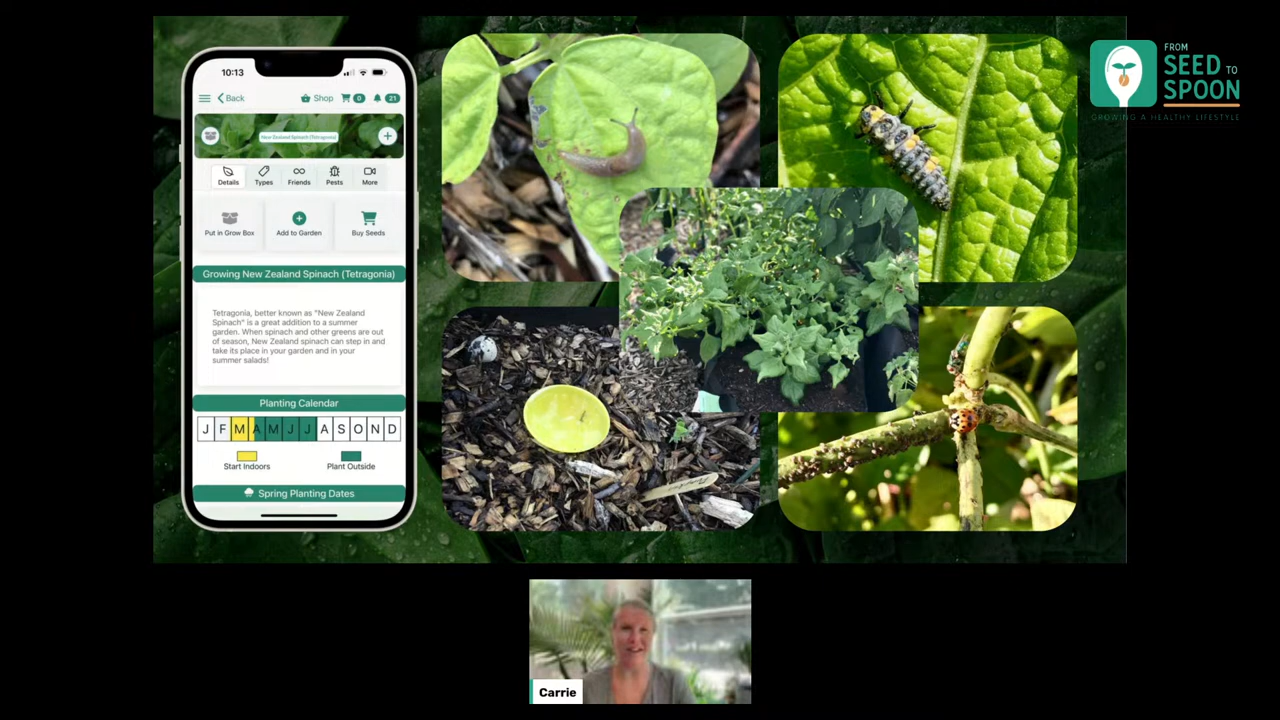 10:13
Back
Shop
0
21
New Zealand Spinach (Tetragonia)
Details
Types
Friends
Pests
More
Put in Grow Box
Add to Garden
Buy Seeds
Growing New Zealand Spinach (Tetragonia)
Tetragonia, better known as "New Zealand
Spinach" is a great addition to a summer
garden. When spinach and other greens are out
of season, New Zealand spinach can step in and
take its place in your garden and in your
summer salads!
Planting Calendar
J F M A M J J A S O N D
Start Indoors
Plant Outside
Spring Planting Dates
FROM
SEED TO
SPOON
GROWING A HEALTHY LIFESTYLE
Carrie